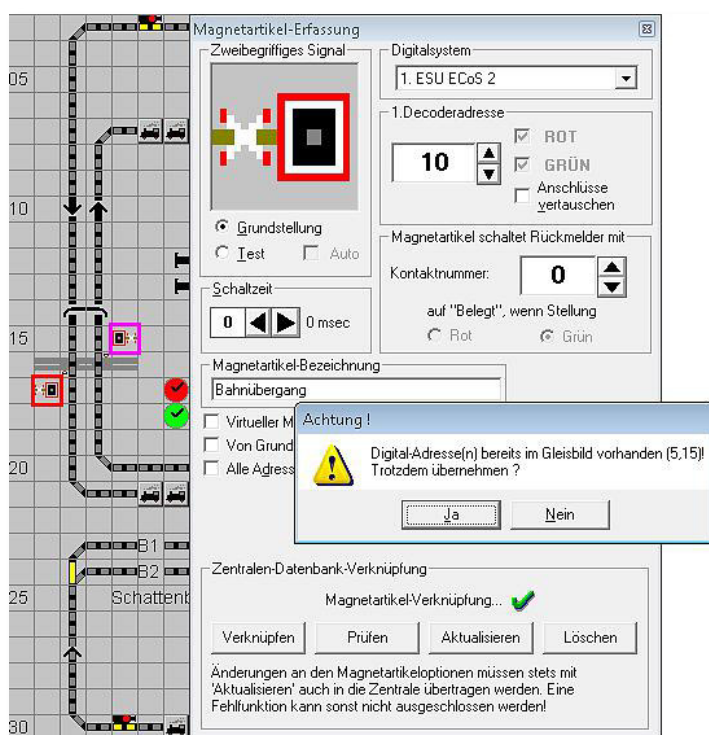 Magnetartikel-Erfassung
Zweibegriffiges Signal
Digitalsystem
1. ESU ECoS 2
1.Decoderadresse
10
ROT
GRÜN
Anschlüsse
vertauschen
Grundstellung
Test
Auto
Magnetartikel schaltet Rückmelder mit
Kontaktnummer:
0
auf "Belegt", wenn Stellung
Rot
Grün
Schaltzeit
0
0 msec
Magnetartikel-Bezeichnung
Bahnübergang
Virtueller M
Von Grund
Alle Adress
Achtung !
Digital-Adresse(n) bereits im Gleisbild vorhanden (5,15)!
Trotzdem übernehmen ?
Ja
Nein
Zentralen-Datenbank-Verknüpfung
Magnetartikel-Verknüpfung...
Verknüpfen
Prüfen
Aktualisieren
Löschen
Änderungen an den Magnetartikeloptionen müssen stets mit
'Aktualisieren' auch in die Zentrale übertragen werden. Eine
Fehlfunktion kann sonst nicht ausgeschlossen werden!
05
10
15
20
B1
B2
25
Schattenb
30